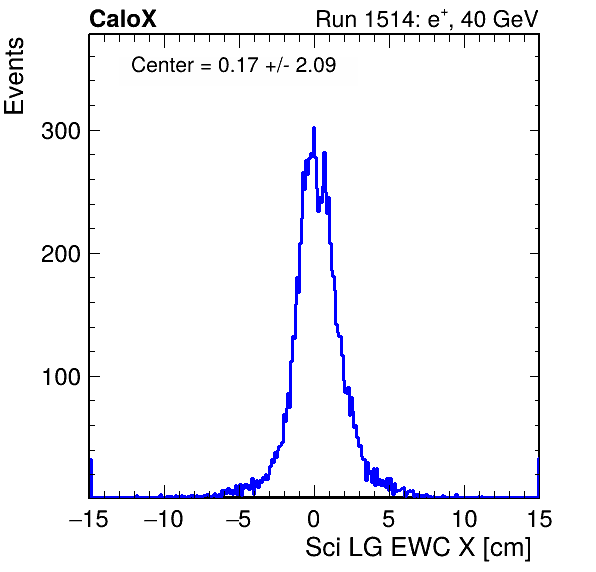 CaloX Run 1514: e⁺, 40 GeV
Events
Center = 0.17 +/- 2.09
300
200
100
−15 −10 −5 0 5 10 15
Sci LG EWC X [cm]